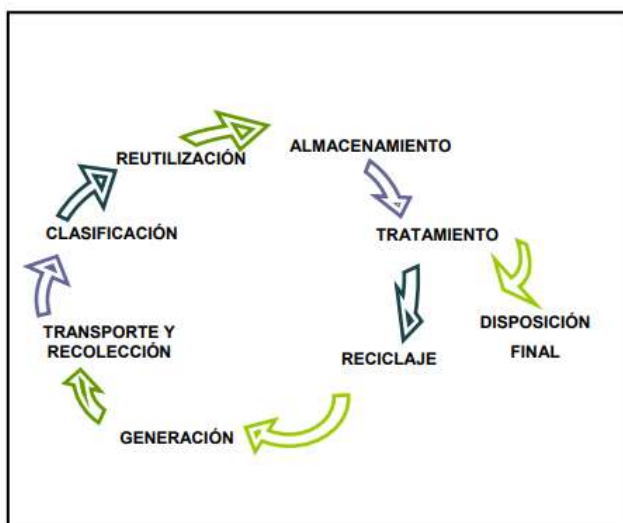 REUTILIZACIÓN
ALMACENAMIENTO
CLASIFICACIÓN
TRATAMIENTO
TRANSPORTE Y
RECOLECCIÓN
DISPOSICIÓN
FINAL
RECICLAJE
GENERACIÓN